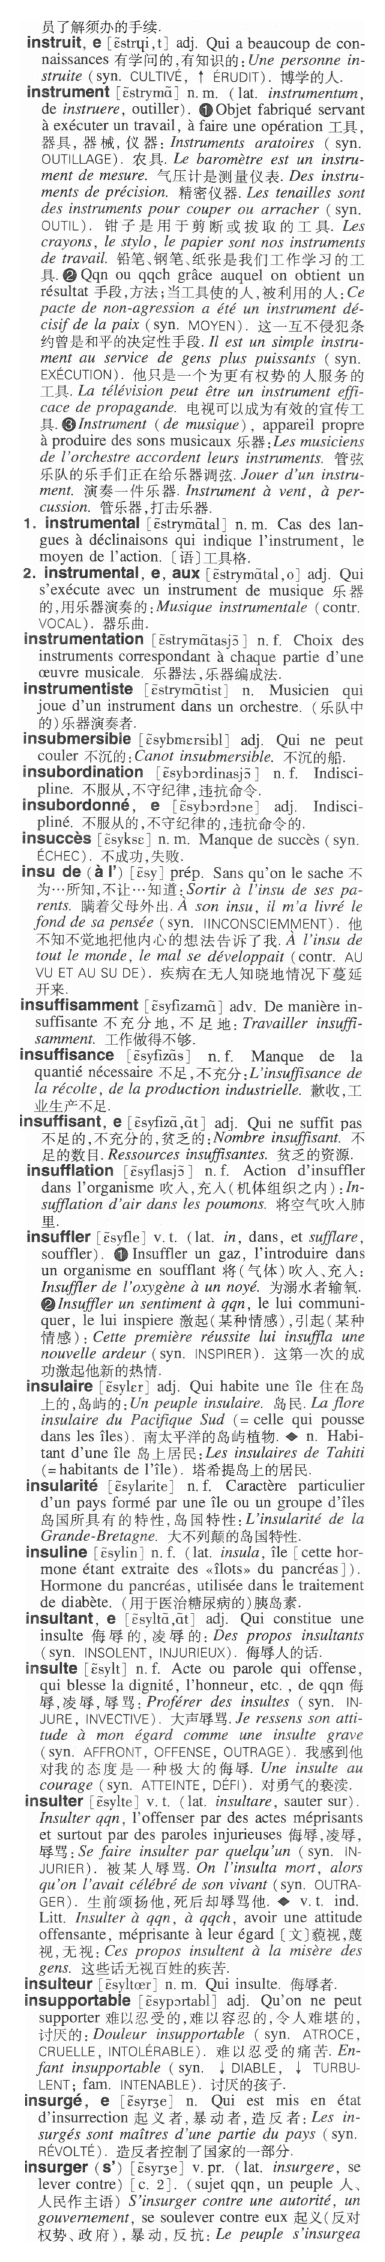 员了解须办的手续.
instruit, e [ɛ̃stʀɥi,t] adj. Qui a beaucoup de con-
naissances 有学问的,有知识的: Une personne in-
struite (syn. CULTIVÉ, ↑ ÉRUDIT). 博学的人.
instrument [ɛ̃strymɑ̃] n. m. (lat. instrumentum,
de instruere, outiller). ❶Objet fabriqué servant
à exécuter un travail, à faire une opération 工具,
器具, 器械, 仪器: Instruments aratoires (syn.
OUTILLAGE). 农具. Le baromètre est un instru-
ment de mesure. 气压计是测量仪表. Des instru-
ments de précision. 精密仪器. Les tenailles sont
des instruments pour couper ou arracher (syn.
OUTIL). 钳子是用于剪断或拔取的工具. Les
crayons, le stylo, le papier sont nos instruments
de travail. 铅笔、钢笔、纸张是我们工作学习的工
具. ❷ Qqn ou qqch grâce auquel on obtient un
résultat 手段,方法;当工具使的人,被利用的人: Ce
pacte de non-agression a été un instrument dé-
cisif de la paix (syn. MOYEN). 这一互不侵犯条
约曾是和平的决定性手段. Il est un simple instru-
ment au service de gens plus puissants (syn.
EXÉCUTION). 他只是一个为更有权势的人服务的
工具. La télévision peut être un instrument effi-
cace de propagande. 电视可以成为有效的宣传工
具. ❸Instrument (de musique), appareil propre
à produire des sons musicaux 乐器: Les musiciens
de l'orchestre accordent leurs instruments. 管弦
乐队的乐手们正在给乐器调弦. Jouer d'un instru-
ment. 演奏一件乐器. Instrument à vent, à per-
cussion. 管乐器,打击乐器.
1. instrumental [ɛ̃strymɑ̃tal] n. m. Cas des lan-
gues à déclinaisons qui indique l'instrument, le
moyen de l'action. 〔语〕工具格.
2. instrumental, e, aux [ɛ̃strymɑ̃tal,o] adj. Qui
s'exécute avec un instrument de musique 乐器
的,用乐器演奏的: Musique instrumentale (contr.
VOCAL). 器乐曲.
instrumentation [ɛ̃strymɑ̃tasjɔ̃] n. f. Choix des
instruments correspondant à chaque partie d'une
œuvre musicale. 乐器法,乐器编成法.
instrumentiste [ɛ̃strymɑ̃tist] n. Musicien qui
joue d'un instrument dans un orchestre. (乐队中
的)乐器演奏者.
insubmersible [ɛ̃sybmɛrsibl] adj. Qui ne peut
couler 不沉的: Canot insubmersible. 不沉的船.
insubordination [ɛ̃sybɔrdinasjɔ̃] n. f. Indisci-
pline. 不服从,不守纪律,违抗命令.
insubordonné, e [ɛ̃sybɔrdɔne] adj. Indisci-
pliné. 不服从的,不守纪律的,违抗命令的.
insuccès [ɛ̃syksɛ] n. m. Manque de succès (syn.
ÉCHEC). 不成功,失败.
insu de (à l') [ɛ̃sy] prép. Sans qu'on le sache 不
为…所知,不让…知道: Sortir à l'insu de ses pa-
rents. 瞒着父母外出. À son insu, il m'a livré le
fond de sa pensée (syn. IINCONSCIEMMENT). 他
不知不觉地把他内心的想法告诉了我. À l'insu de
tout le monde, le mal se développait (contr. AU
VU ET AU SU DE). 疾病在无人知晓地情况下蔓延
开来.
insuffisamment [ɛ̃syfizamɑ̃] adv. De manière in-
suffisante 不充分地, 不足地: Travailler insuffi-
samment. 工作做得不够.
insuffisance [ɛ̃syfizɑ̃s] n. f. Manque de la
quantié nécessaire 不足,不充分: L'insuffisance de
la récolte, de la production industrielle. 歉收,工
业生产不足.
insuffisant, e [ɛ̃syfizɑ̃,ɑ̃t] adj. Qui ne suffit pas
不足的,不充分的,贫乏的: Nombre insuffisant. 不
足的数目. Ressources insuffisantes. 贫乏的资源.
insufflation [ɛ̃syflasjɔ̃] n. f. Action d'insuffler
dans l'organisme 吹入,充入(机体组织之内): In-
sufflation d'air dans les poumons. 将空气吹入肺
里.
insuffler [ɛ̃syfle] v. t. (lat. in, dans, et sufflare,
souffler). ❶ Insuffler un gaz, l'introduire dans
un organisme en soufflant 将(气体)吹入、充入:
Insuffler de l'oxygène à un noyé. 为溺水者输氧.
❷Insuffler un sentiment à qqn, le lui communi-
quer, le lui inspiere 激起(某种情感),引起(某种
情感): Cette première réussite lui insuffla une
nouvelle ardeur (syn. INSPIRER). 这第一次的成
功激起他新的热情.
insulaire [ɛ̃sylɛr] adj. Qui habite une île 住在岛
上的,岛屿的: Un peuple insulaire. 岛民. La flore
insulaire du Pacifique Sud (= celle qui pousse
dans les îles). 南太平洋的岛屿植物. ◆ n. Habi-
tant d'une île 岛上居民: Les insulaires de Tahiti
(= habitants de l'île). 塔希提岛上的居民.
insularité [ɛ̃sylarite] n. f. Caractère particulier
d'un pays formé par une île ou un groupe d'îles
岛国所具有的特性,岛国特性: L'insularité de la
Grande-Bretagne. 大不列颠的岛国特性.
insuline [ɛ̃sylin] n. f. (lat. insula, île [cette hor-
mone étant extraite des «îlots» du pancréas]).
Hormone du pancréas, utilisée dans le traitement
de diabète. (用于医治糖尿病的)胰岛素.
insultant, e [ɛ̃syltɑ̃,ɑ̃t] adj. Qui constitue une
insulte 侮辱的, 凌辱的: Des propos insultants
(syn. INSOLENT, INJURIEUX). 侮辱人的话.
insulte [ɛ̃sylt] n. f. Acte ou parole qui offense,
qui blesse la dignité, l'honneur, etc., de qqn 侮
辱,凌辱,辱骂: Proférer des insultes (syn. IN-
JURE, INVECTIVE). 大声辱骂. Je ressens son atti-
tude à mon égard comme une insulte grave
(syn. AFFRONT, OFFENSE, OUTRAGE). 我感到他
对我的态度是一种极大的侮辱. Une insulte au
courage (syn. ATTEINTE, DÉFI). 对勇气的亵渎.
insulter [ɛ̃sylte] v. t. (lat. insultare, sauter sur).
Insulter qqn, l'offenser par des actes méprisants
et surtout par des paroles injurieuses 侮辱,凌辱,
辱骂: Se faire insulter par quelqu'un (syn. IN-
JURIER). 被某人辱骂. On l'insulta mort, alors
qu'on l'avait célébré de son vivant (syn. OUTRA-
GER). 生前颂扬他,死后却辱骂他. ◆ v. t. ind.
Litt. Insulter à qqn, à qqch, avoir une attitude
offensante, méprisante à leur égard 〔文〕藐视,蔑
视,无视: Ces propos insultent à la misère des
gens. 这些话无视百姓的疾苦.
insulteur [ɛ̃syltœr] n. m. Qui insulte. 侮辱者.
insupportable [ɛ̃sypɔrtabl] adj. Qu'on ne peut
supporter 难以忍受的,难以容忍的,令人难堪的,
讨厌的: Douleur insupportable (syn. ATROCE,
CRUELLE, INTOLÉRABLE). 难以忍受的痛苦. En-
fant insupportable (syn. ↓ DIABLE, ↓ TURBU-
LENT; fam. INTENABLE). 讨厌的孩子.
insurgé, e [ɛ̃syrʒe] n. Qui est mis en état
d'insurrection 起义者,暴动者,造反者: Les in-
surgés sont maîtres d'une partie du pays (syn.
RÉVOLTÉ). 造反者控制了国家的一部分.
insurger (s') [ɛ̃syrʒe] v. pr. (lat. insurgere, se
lever contre) [c. 2]. (sujet qqn, un peuple 人、
人民作主语) S'insurger contre une autorité, un
gouvernement, se soulever contre eux 起义(反对
权势、政府), 暴动, 反抗: Le peuple s'insurgea